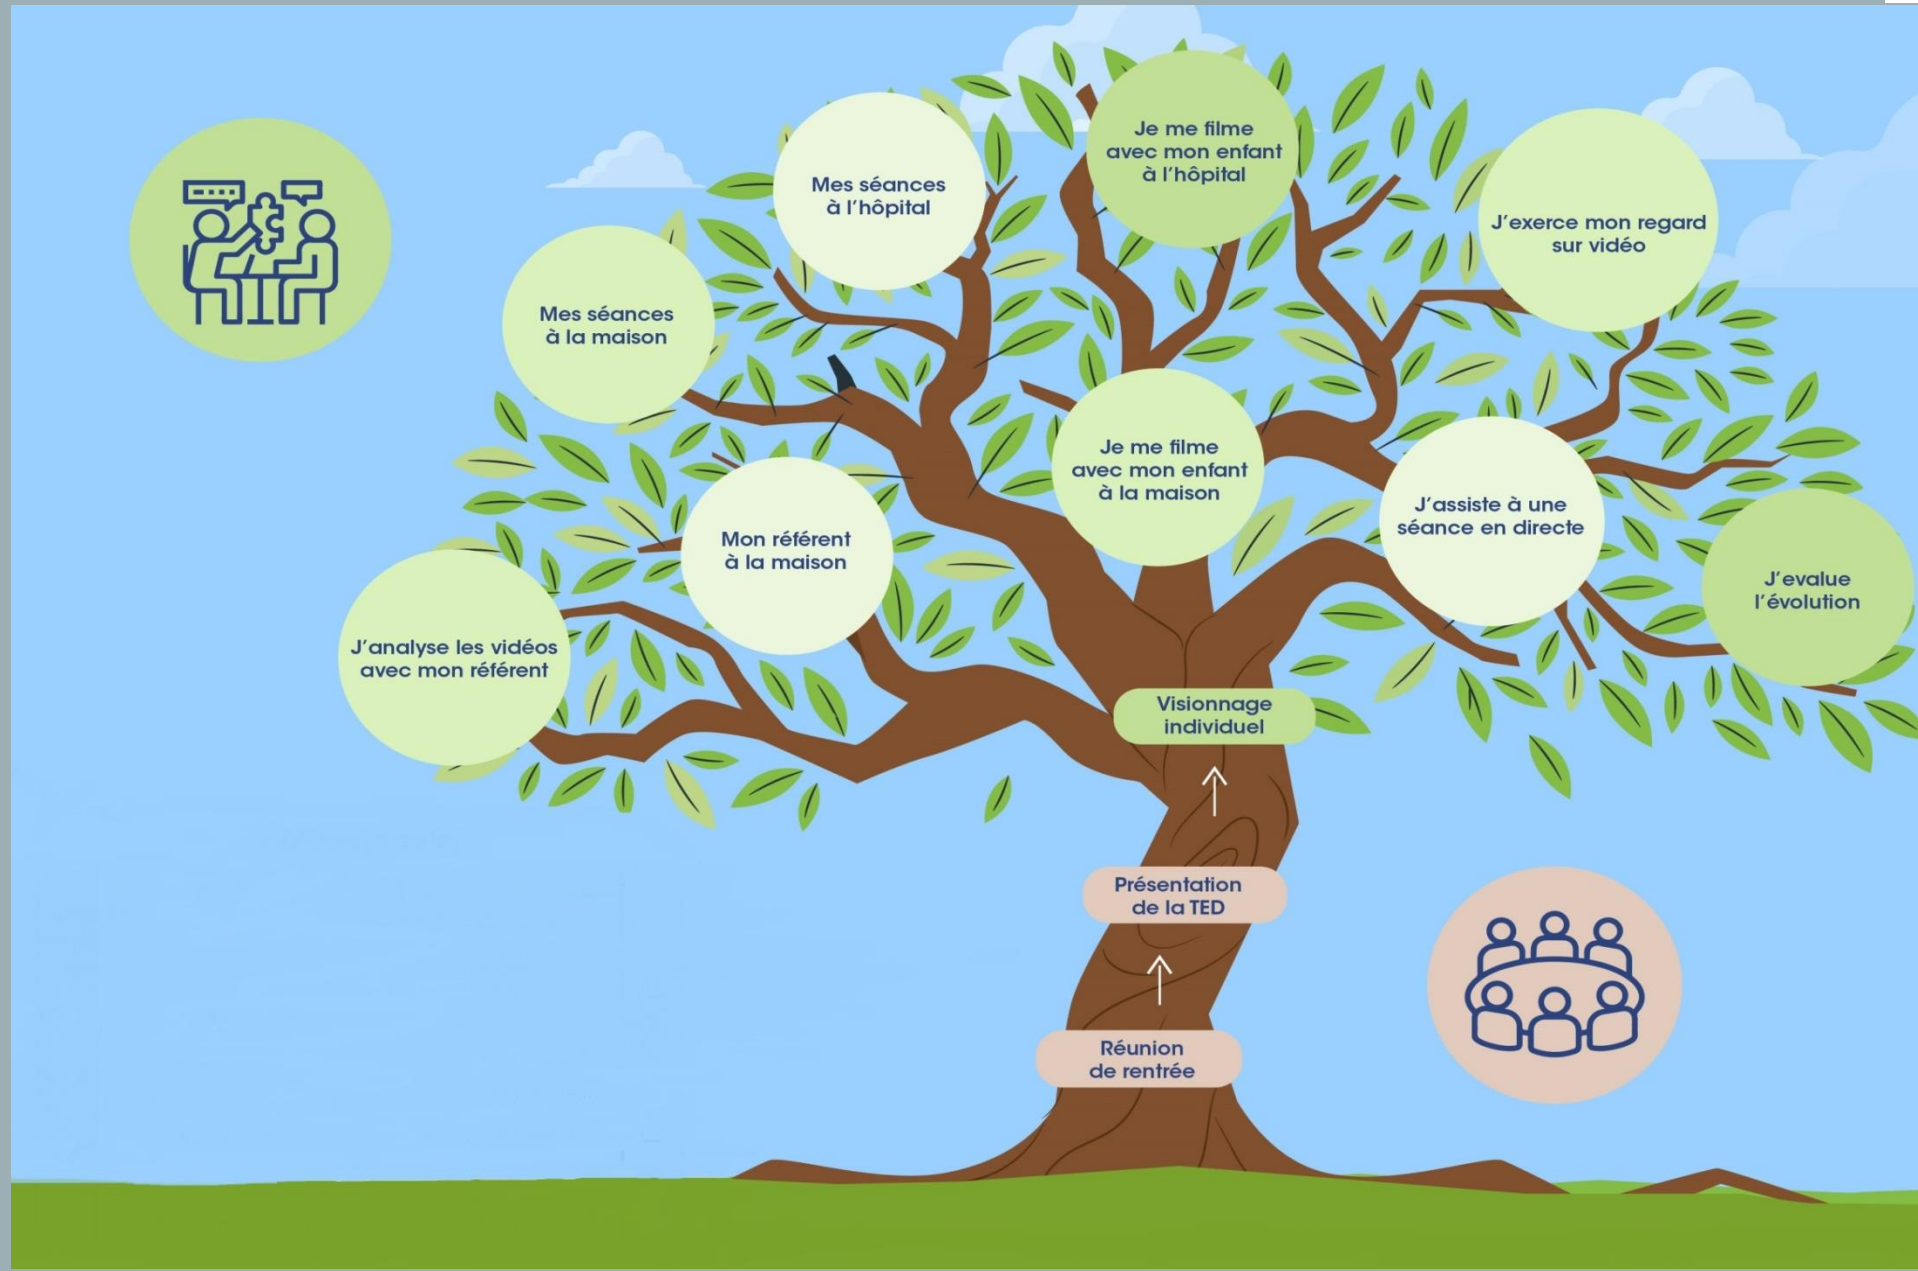 Je me filme
avec mon enfant
à l'hôpital
Mes séances
à l'hôpital
J'exerce mon regard
sur vidéo
Mes séances
à la maison
Je me filme
avec mon enfant
à la maison
J'assiste à une
séance en directe
Mon référent
à la maison
J'evalue
l'évolution
J'analyse les vidéos
avec mon référent
Visionnage
individuel
Présentation
de la TED
Réunion
de rentrée